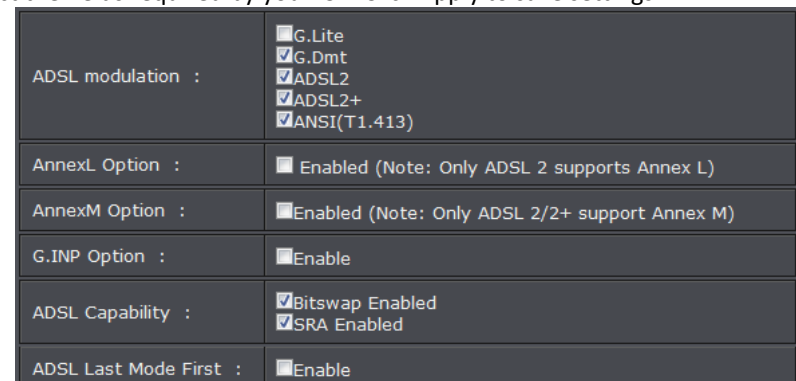 ADSL modulation :
G.Lite
G.Dmt
ADSL2
ADSL2+
ANSI(T1.413)
AnnexL Option :
Enabled (Note: Only ADSL 2 supports Annex L)
AnnexM Option :
Enabled (Note: Only ADSL 2/2+ support Annex M)
G.INP Option :
Enable
ADSL Capability :
Bitswap Enabled
SRA Enabled
ADSL Last Mode First :
Enable